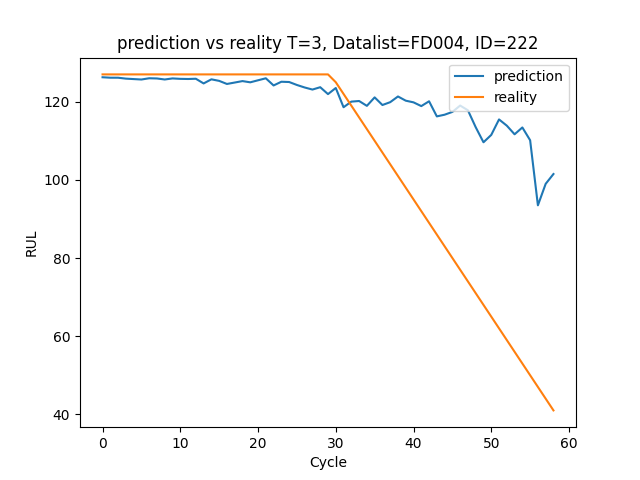 prediction vs reality T=3, Datalist=FD004, ID=222
prediction
reality
120
100
80
60
40
RUL
0 10 20 30 40 50 60
Cycle